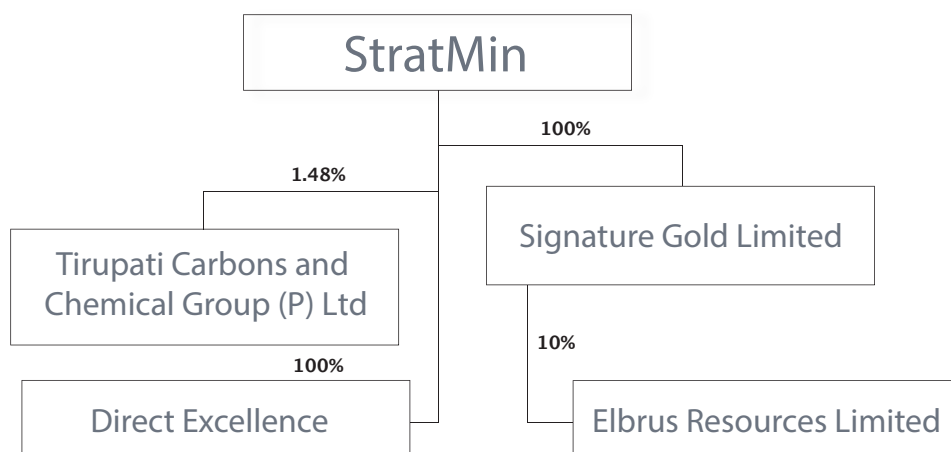 StratMin
100%
1.48%
Signature Gold Limited
Tirupati Carbons and
Chemical Group (P) Ltd
10%
100%
Direct Excellence
Elbrus Resources Limited